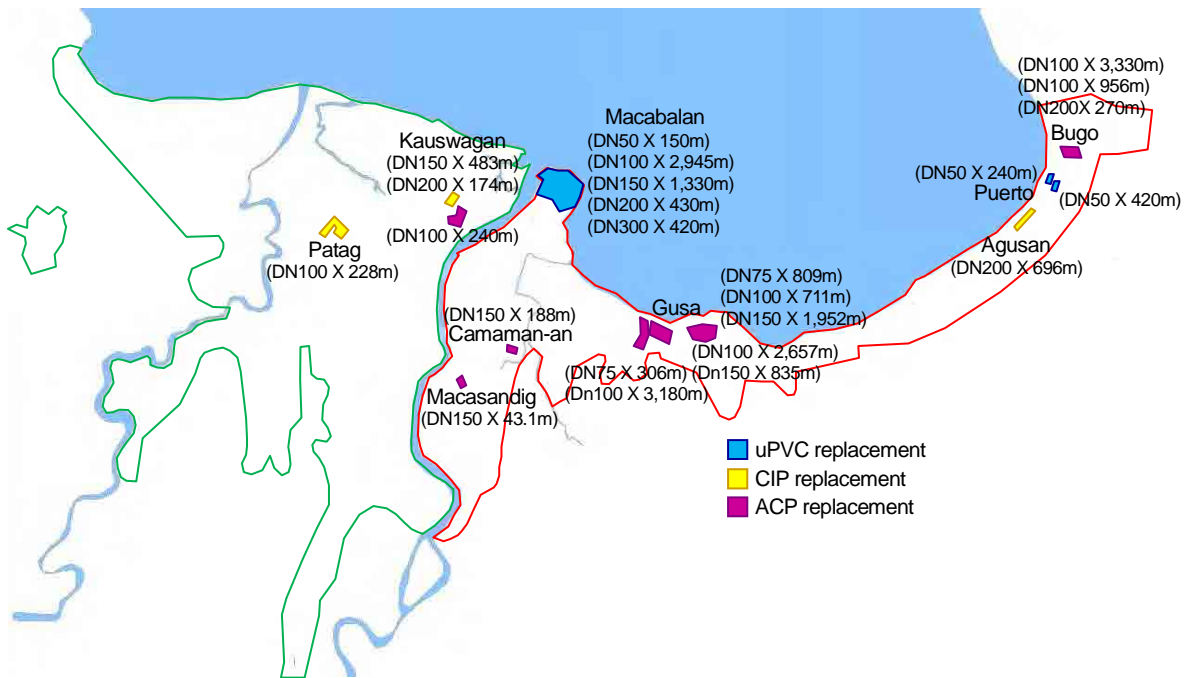 (DN100 X 3,330m)
(DN100 X 956m)
(DN200X 270m)
Bugo
Macabalan
(DN50 X 150m)
(DN100 X 2,945m)
(DN150 X 1,330m)
(DN200 X 430m)
(DN300 X 420m)
Kauswagan
(DN150 X 483m)
(DN200 X 174m)
(DN100 X 240m)
(DN50 X 240m)
Puerto
(DN50 X 420m)
Patag
(DN100 X 228m)
Agusan
(DN200 X 696m)
(DN75 X 809m)
(DN100 X 711m)
(DN150 X 1,952m)
Gusa
(DN150 X 188m)
Camaman-an
(DN100 X 2,657m)
(DN75 X 306m) (Dn150 X 835m)
(Dn100 X 3,180m)
Macasandig
(DN150 X 43.1m)
uPVC replacement
CIP replacement
ACP replacement